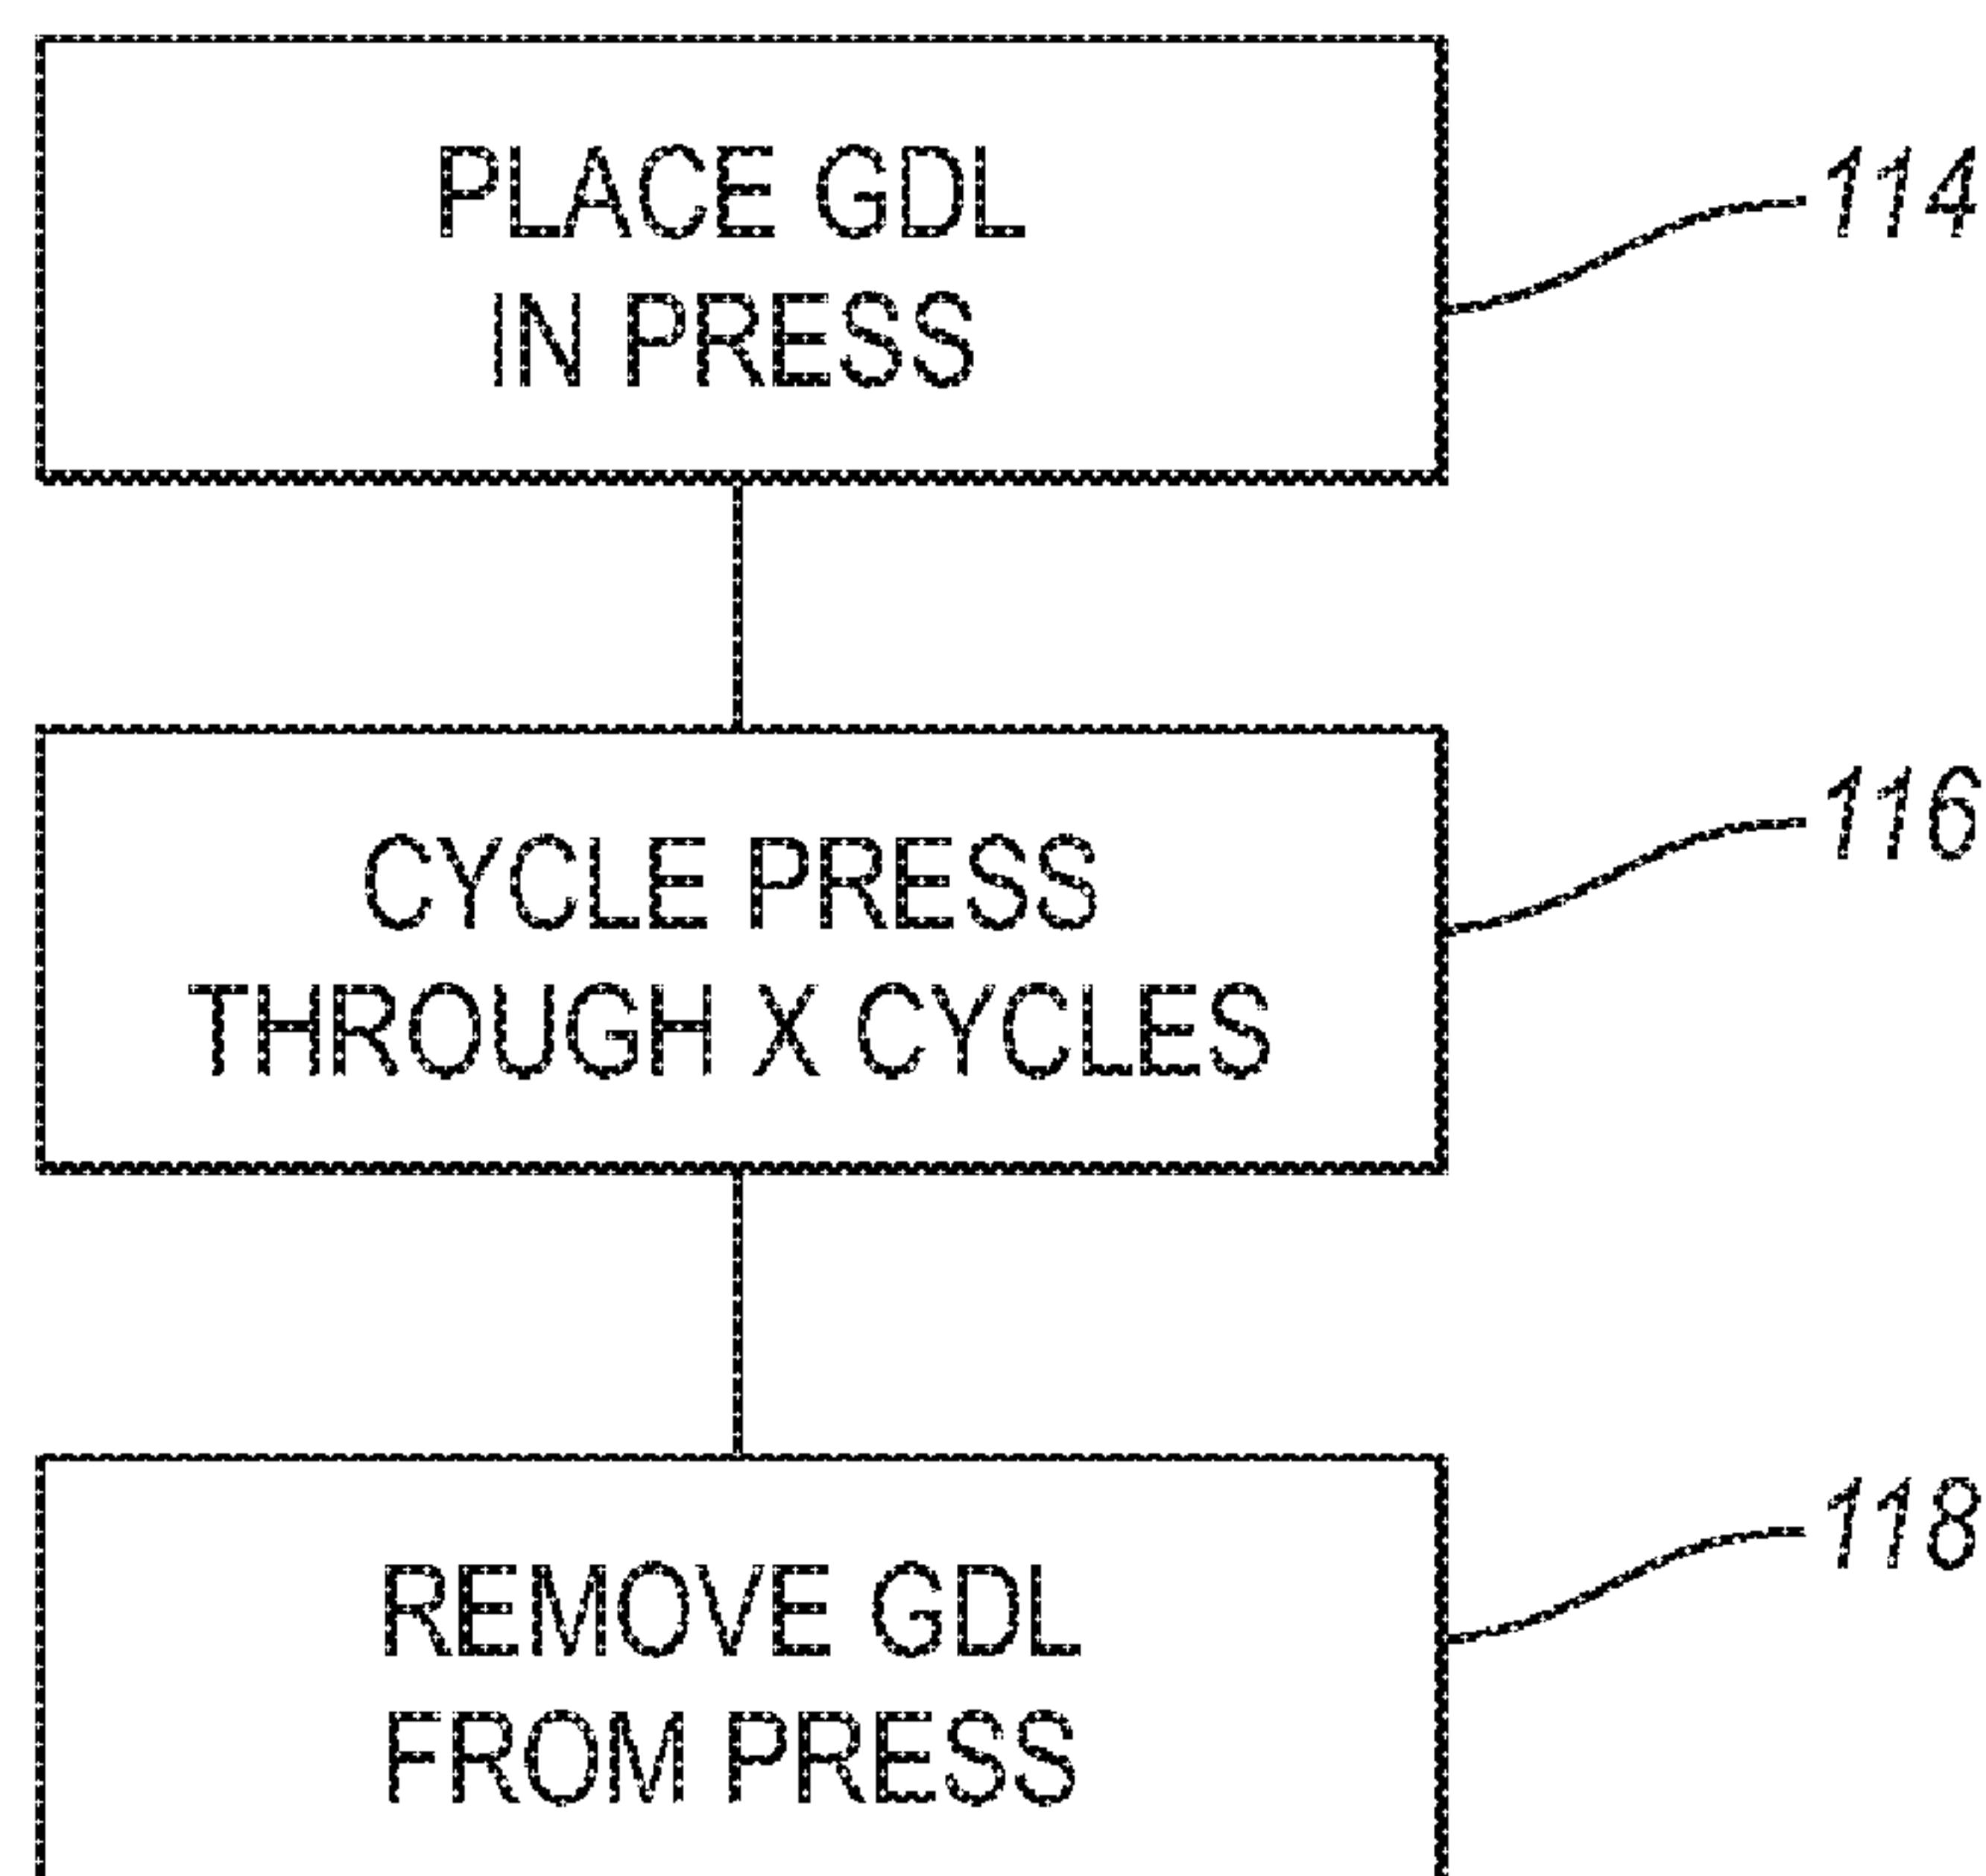 PLACE GDL
IN PRESS
114
CYCLE PRESS
THROUGH X CYCLES
116
REMOVE GDL
FROM PRESS
118